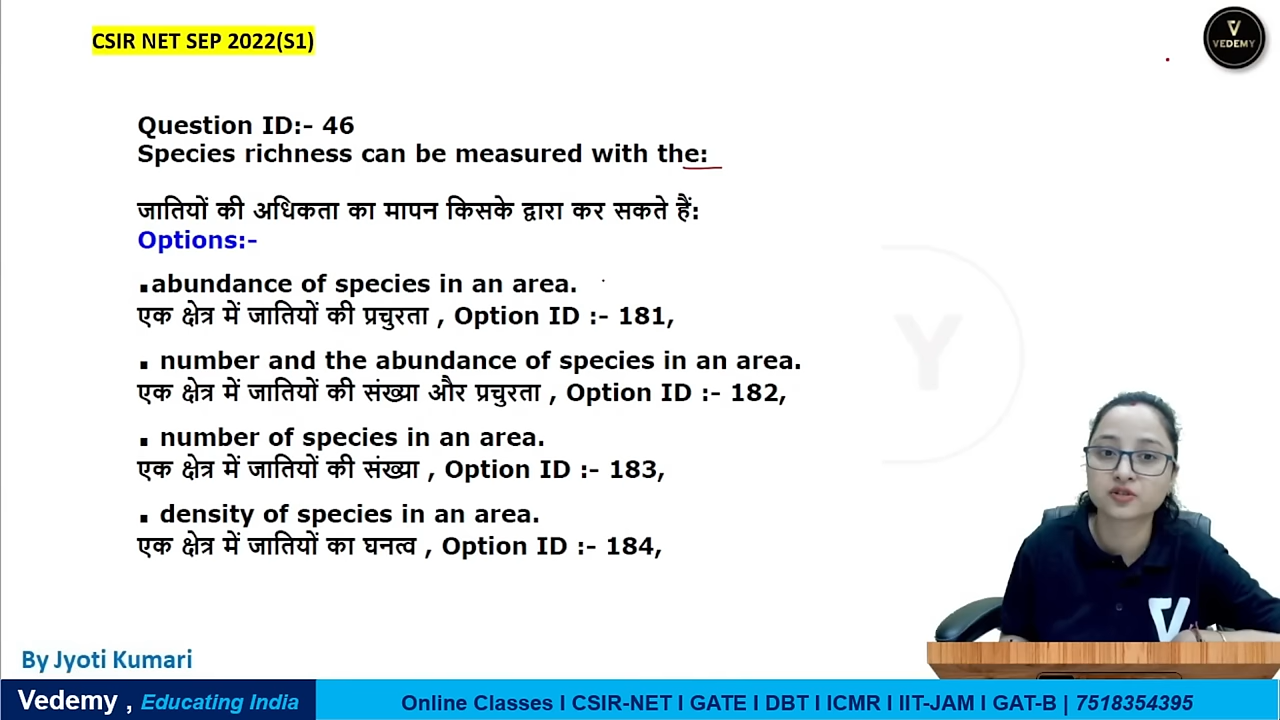 CSIR NET SEP 2022(S1)
V
VEDEMY
Question ID:- 46
Species richness can be measured with the:
जातियों की अधिकता का मापन किसके द्वारा कर सकते हैं:
Options:-
▪abundance of species in an area.
एक क्षेत्र में जातियों की प्रचुरता , Option ID :- 181,
▪ number and the abundance of species in an area.
एक क्षेत्र में जातियों की संख्या और प्रचुरता , Option ID :- 182,
▪ number of species in an area.
एक क्षेत्र में जातियों की संख्या , Option ID :- 183,
▪ density of species in an area.
एक क्षेत्र में जातियों का घनत्व , Option ID :- 184,
Y
By Jyoti Kumari
Vedemy , Educating India
Online Classes I CSIR-NET I GATE I DBT I ICMR I IIT-JAM I GAT-B | 7518354395